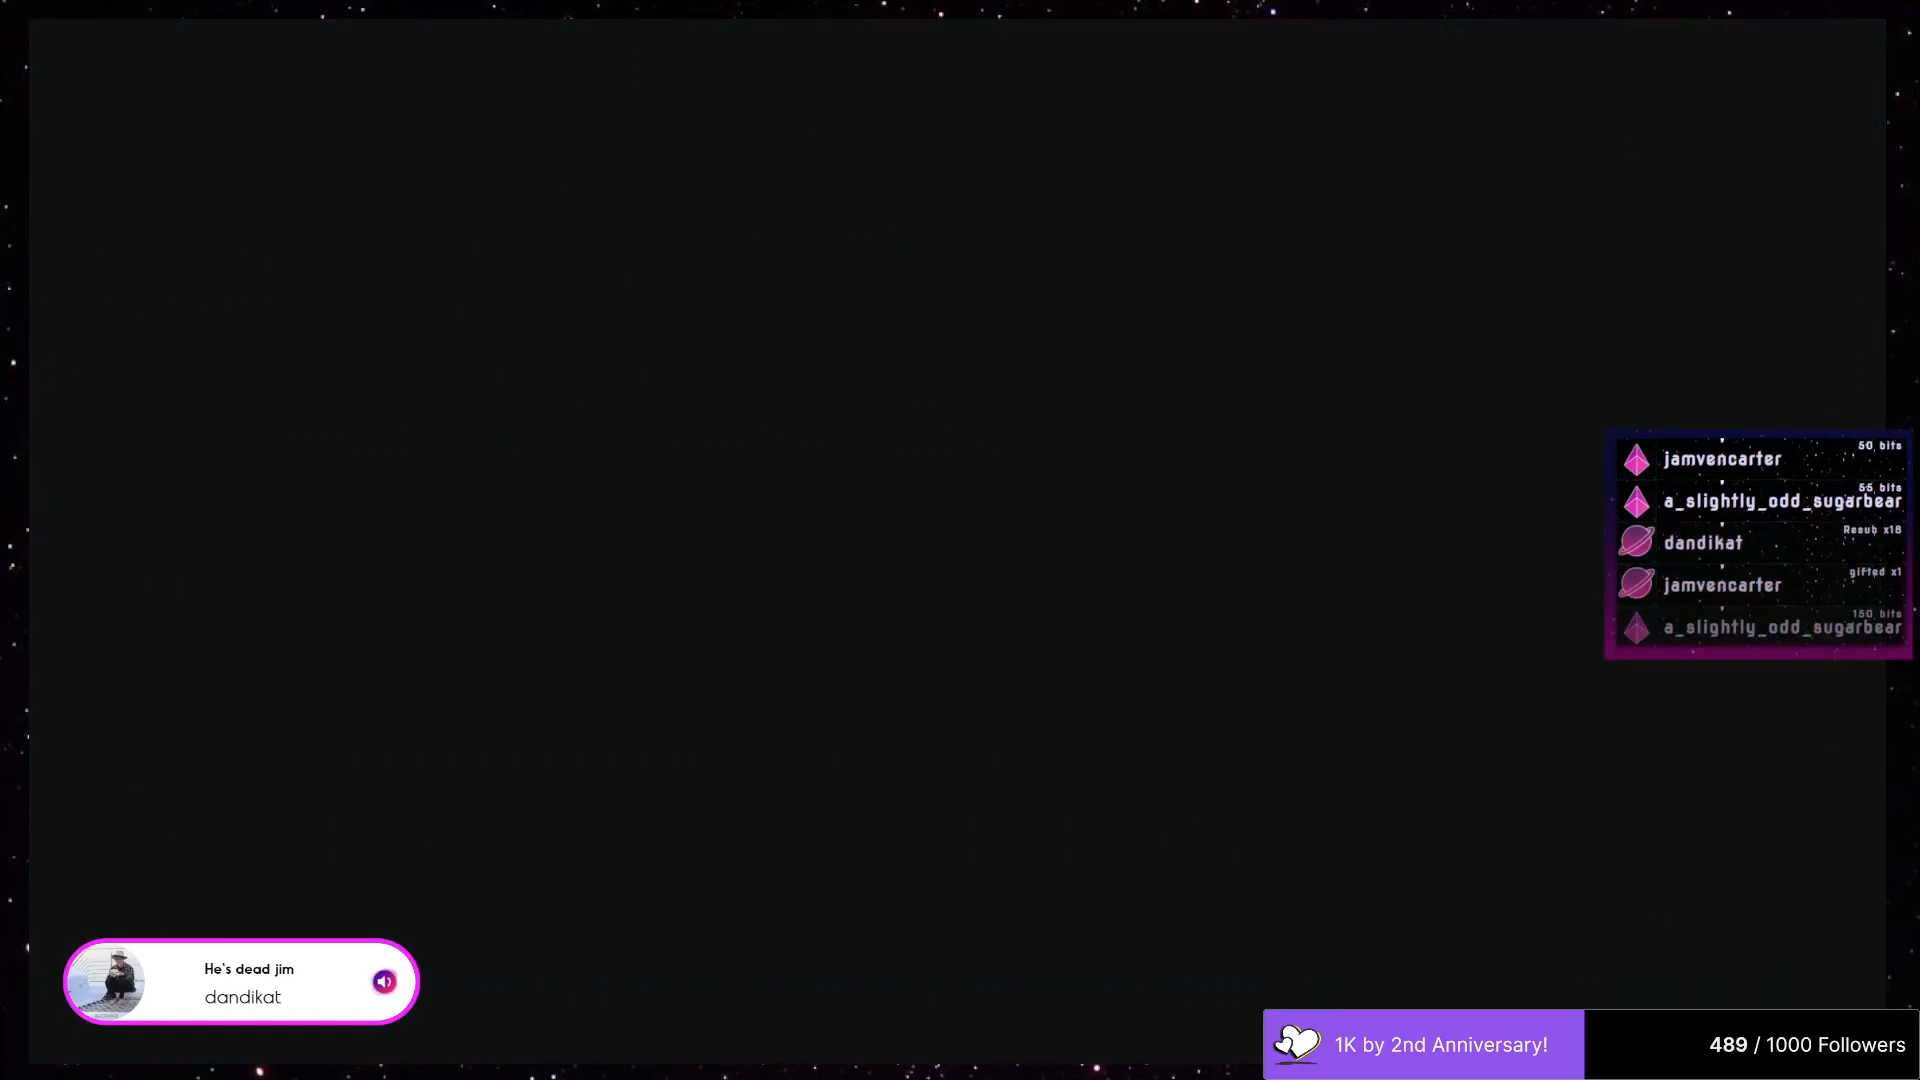 50 bits
jamvencarter
55 bits
a_slightly_odd_sugarbear
Resub x18
dandikat
gifted x1
jamvencarter
150 bits
a_slightly_odd_sugarbear
He's dead jim
dandikat
1K by 2nd Anniversary!
489 / 1000 Followers